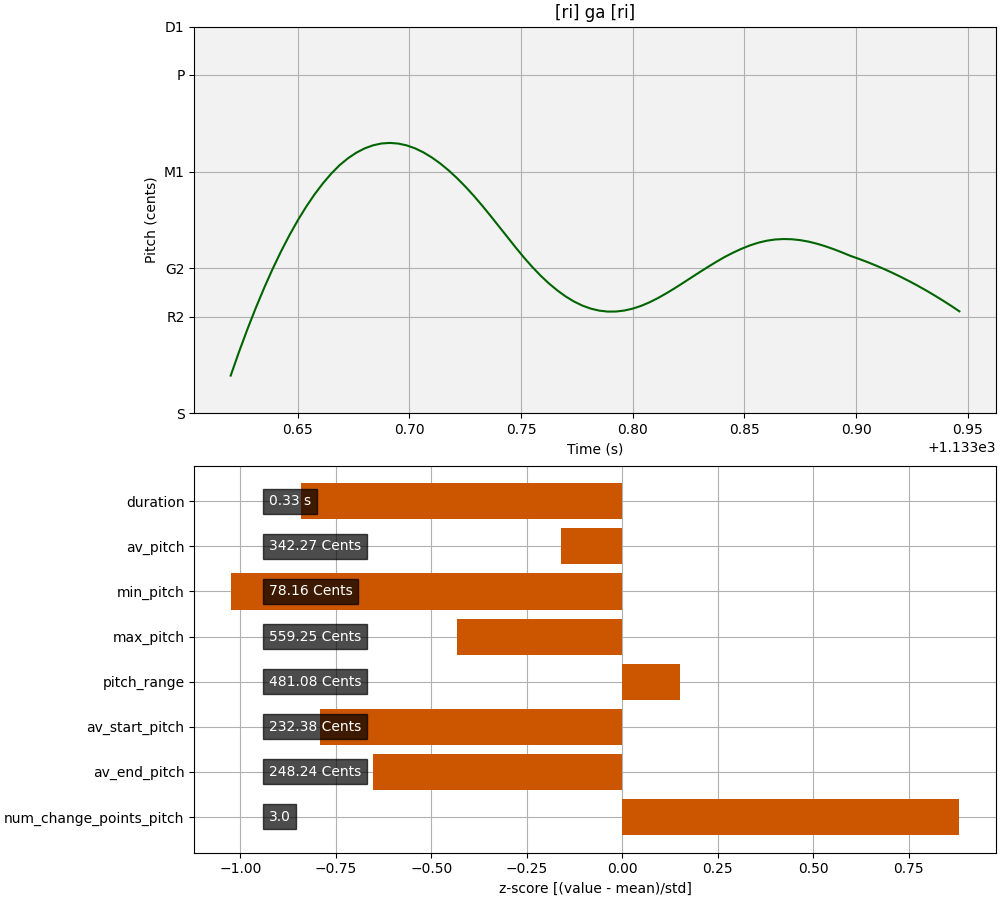 [ri] ga [ri]
D1
P
M1
G2
R2
S
Pitch (cents)
0.65 0.70 0.75 0.80 0.85 0.90 0.95
Time (s)
+1.133e3
duration 0.33 s
av_pitch 342.27 Cents
min_pitch 78.16 Cents
max_pitch 559.25 Cents
pitch_range 481.08 Cents
av_start_pitch 232.38 Cents
av_end_pitch 248.24 Cents
num_change_points_pitch 3.0
−1.00 −0.75 −0.50 −0.25 0.00 0.25 0.50 0.75
z-score [(value - mean)/std]